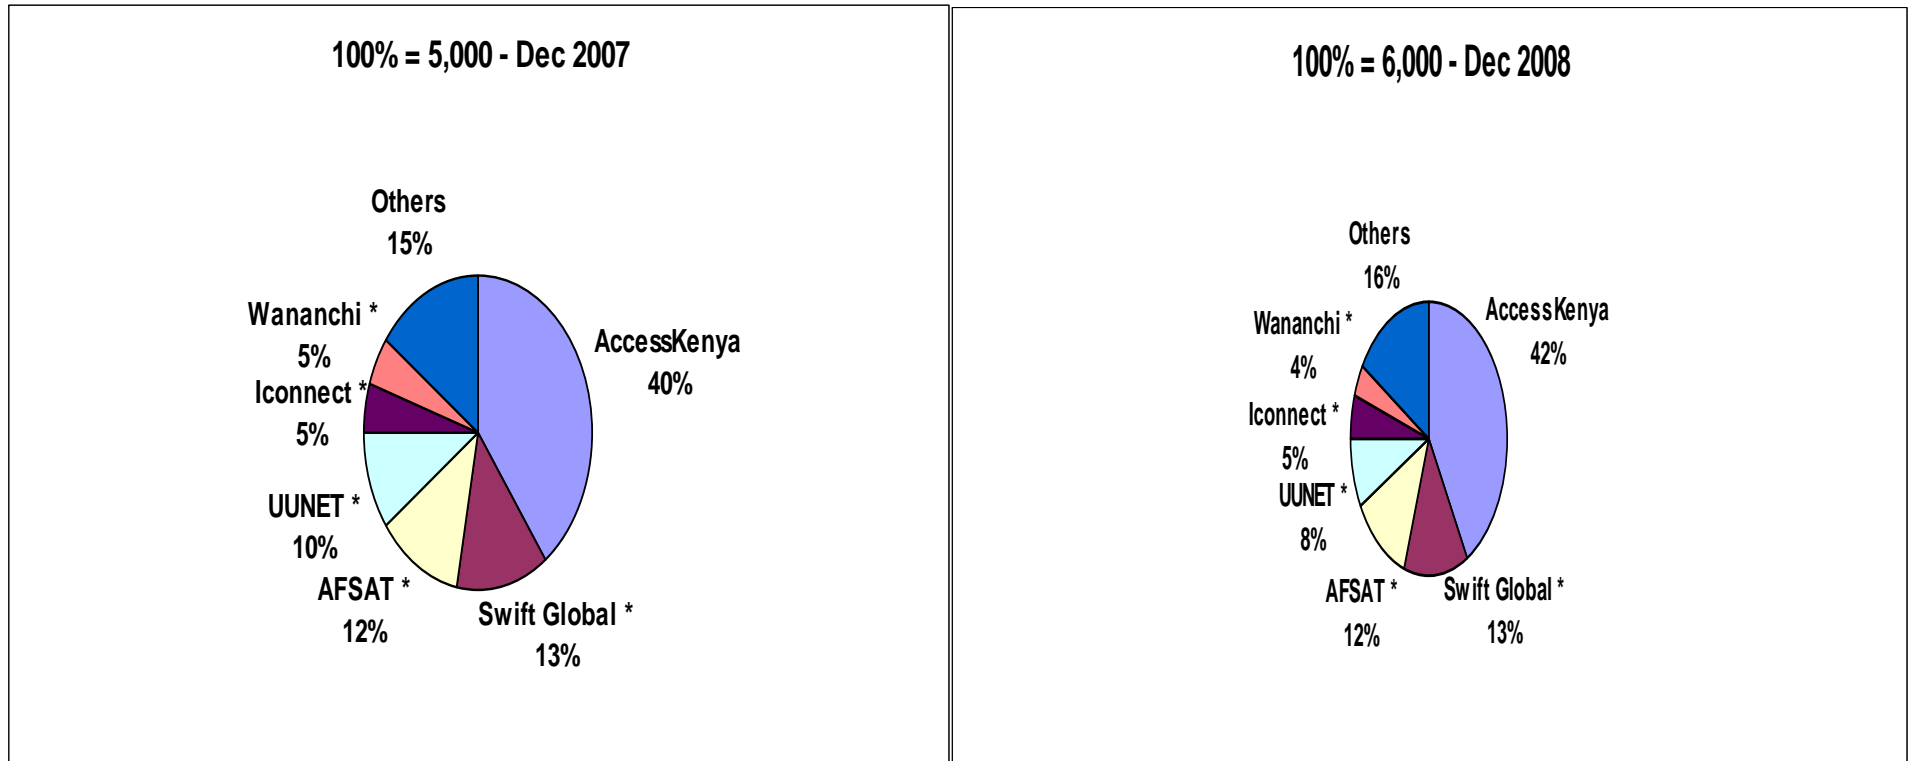 100% = 5,000 - Dec 2007
Others
15%
Wananchi *
5%
Iconnect *
5%
UUNET *
10%
AFSAT *
12%
Swift Global *
13%
AccessKenya
40%
100% = 6,000 - Dec 2008
Others
16%
Wananchi *
4%
Iconnect *
5%
UUNET *
8%
AFSAT *
12%
Swift Global *
13%
AccessKenya
42%